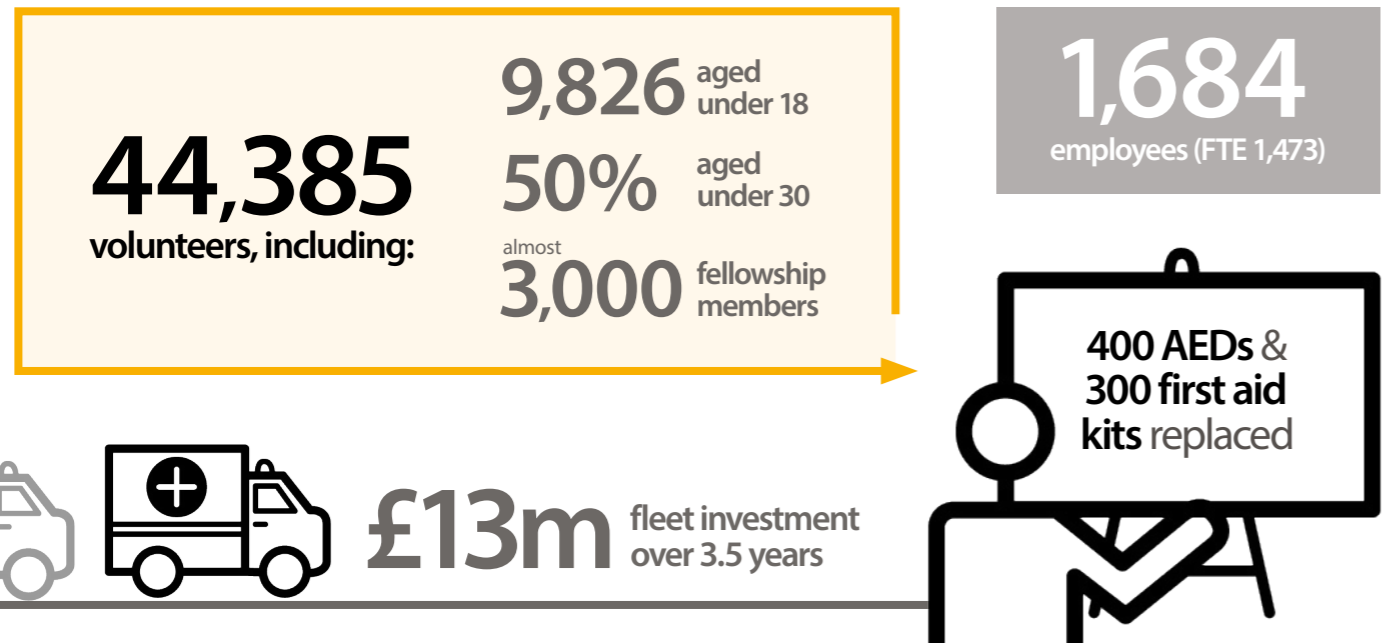 44,385
volunteers, including:
9,826 aged
under 18
50% aged
under 30
almost
3,000 fellowship
members
1,684
employees (FTE 1,473)
400 AEDs &
300 first aid
kits replaced
£13m fleet investment
over 3.5 years